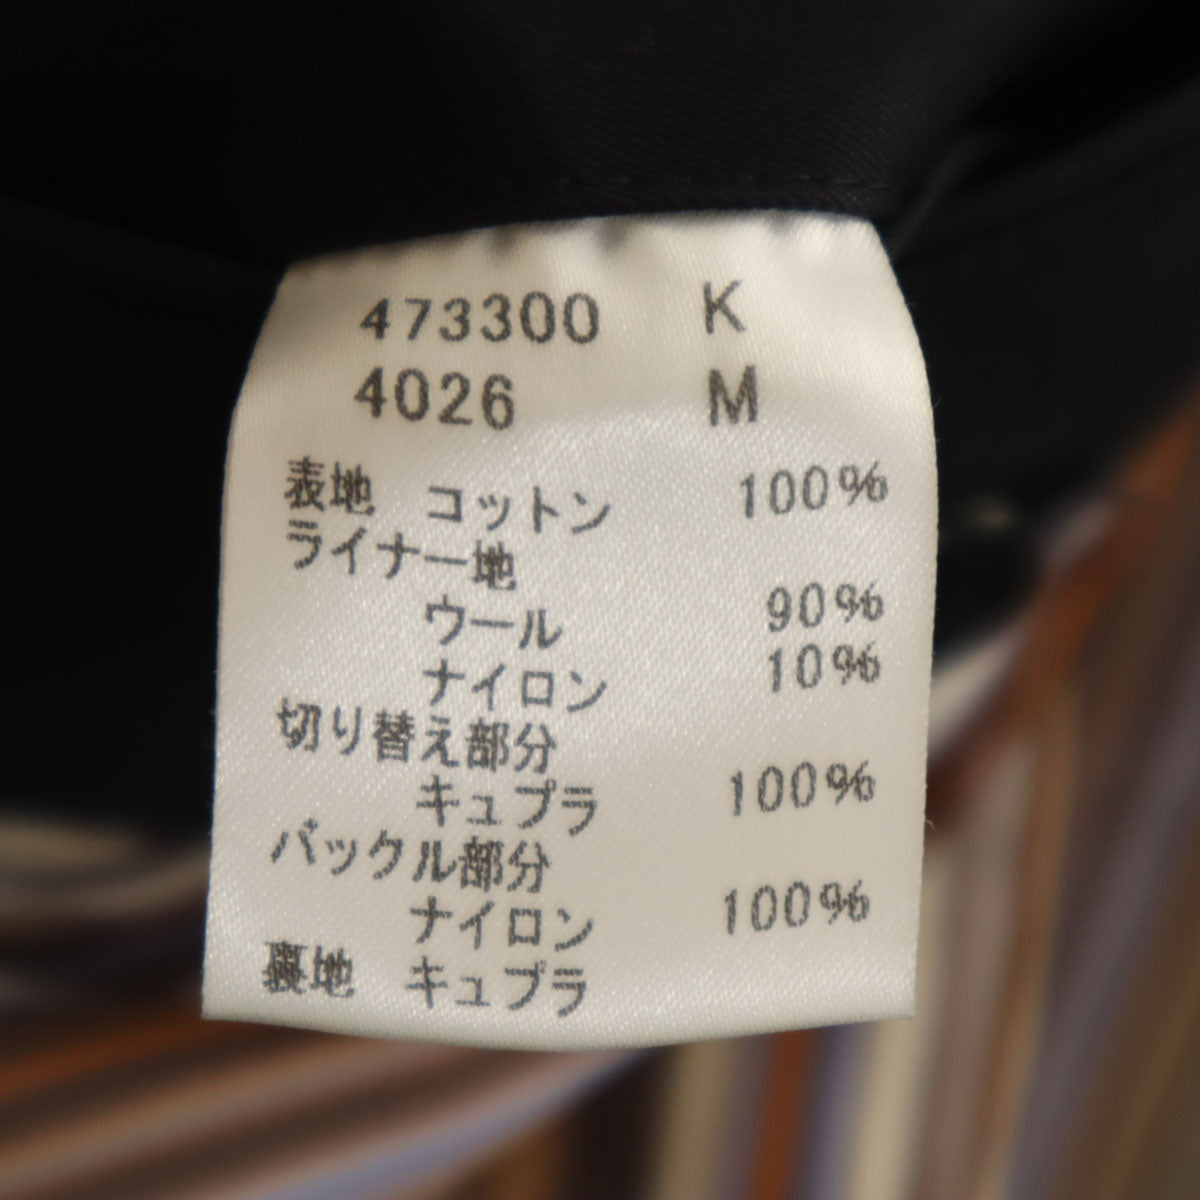 473300 K
4026 M
表地 コットン 100%
ライナー地
ウール 90%
ナイロン 10%
切り替え部分
キュプラ 100%
バックル部分
ナイロン 100%
裏地 キュプラ